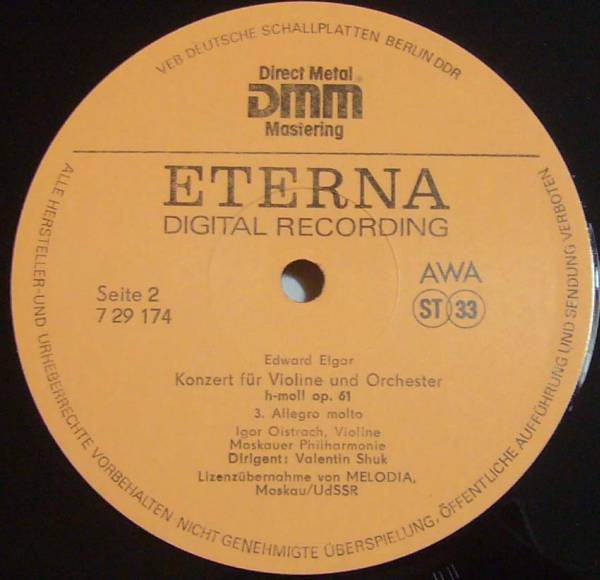 VEB DEUTSCHE SCHALLPLATTEN BERLIN DDR
Direct Metal
DMM
Mastering
ETERNA
DIGITAL RECORDING
Seite 2
7 29 174
AWA
ST 33
Edward Elgar
Konzert für Violine und Orchester
h-moll op. 61
3. Allegro molto
Igor Oistrach, Violine
Moskauer Philharmonie
Dirigent: Valentin Shuk
Lizenzübernahme von MELODIA,
Moskau/UdSSR
ALLE HERSTELLER-UND URHEBERRECHTE VORBEHALTEN NICHT GENEHMIGTE ÜBERSPIELUNG, ÖFFENTLICHE AUFFÜHRUNG UND SENDUNG VERBOTEN